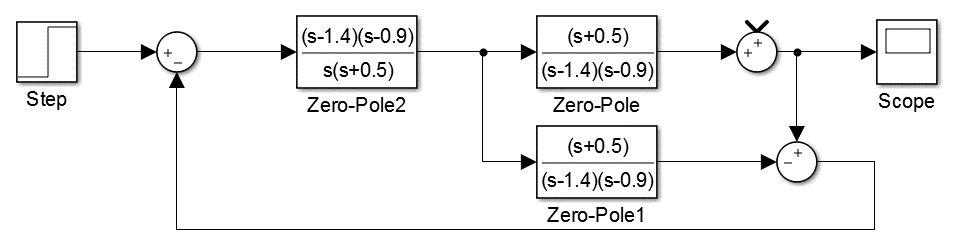 (s-1.4)(s-0.9)
s(s+0.5)
Zero-Pole2
(s+0.5)
(s-1.4)(s-0.9)
Zero-Pole
(s+0.5)
(s-1.4)(s-0.9)
Zero-Pole1
Step
Scope
+
−
+
+
+
−